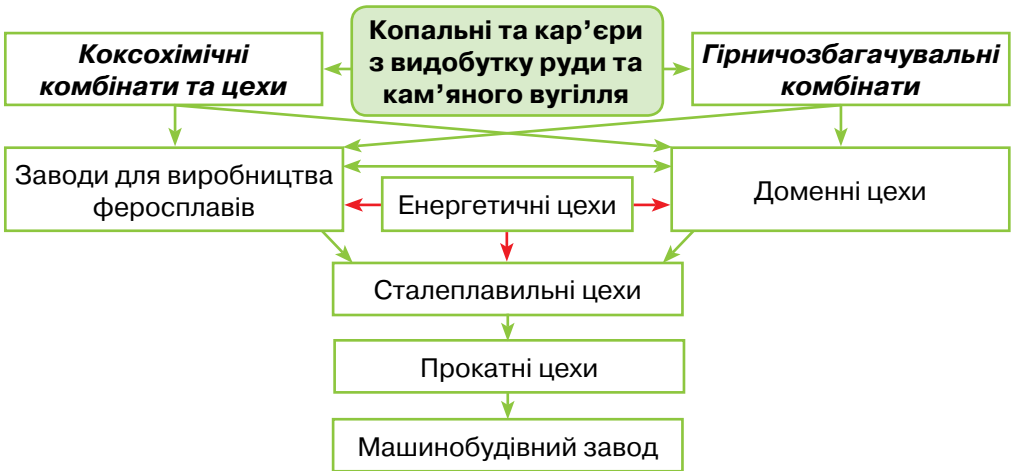 Коксохімічні
комбінати та цехи
Копальні та кар’єри
з видобутку руди та
кам’яного вугілля
Гірничозбагачувальні
комбінати
Заводи для виробництва
феросплавів
Енергетичні цехи
Доменні цехи
Сталеплавильні цехи
Прокатні цехи
Машинобудівний завод